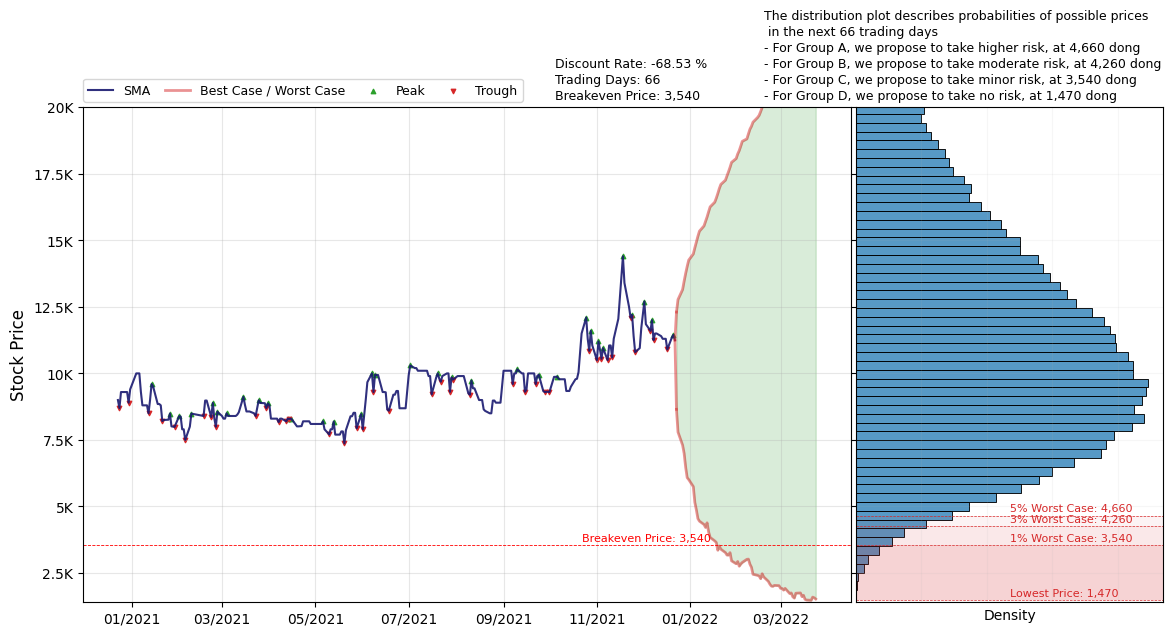 The distribution plot describes probabilities of possible prices
in the next 66 trading days
- For Group A, we propose to take higher risk, at 4,660 dong
- For Group B, we propose to take moderate risk, at 4,260 dong
- For Group C, we propose to take minor risk, at 3,540 dong
- For Group D, we propose to take no risk, at 1,470 dong
Discount Rate: -68.53 %
Trading Days: 66
Breakeven Price: 3,540
SMA
Best Case / Worst Case
Peak
Trough
Stock Price
20K
17.5K
15K
12.5K
10K
7.5K
5K
2.5K
Breakeven Price: 3,540
01/2021
03/2021
05/2021
07/2021
09/2021
11/2021
01/2022
03/2022
5% Worst Case: 4,660
3% Worst Case: 4,260
1% Worst Case: 3,540
Lowest Price: 1,470
Density